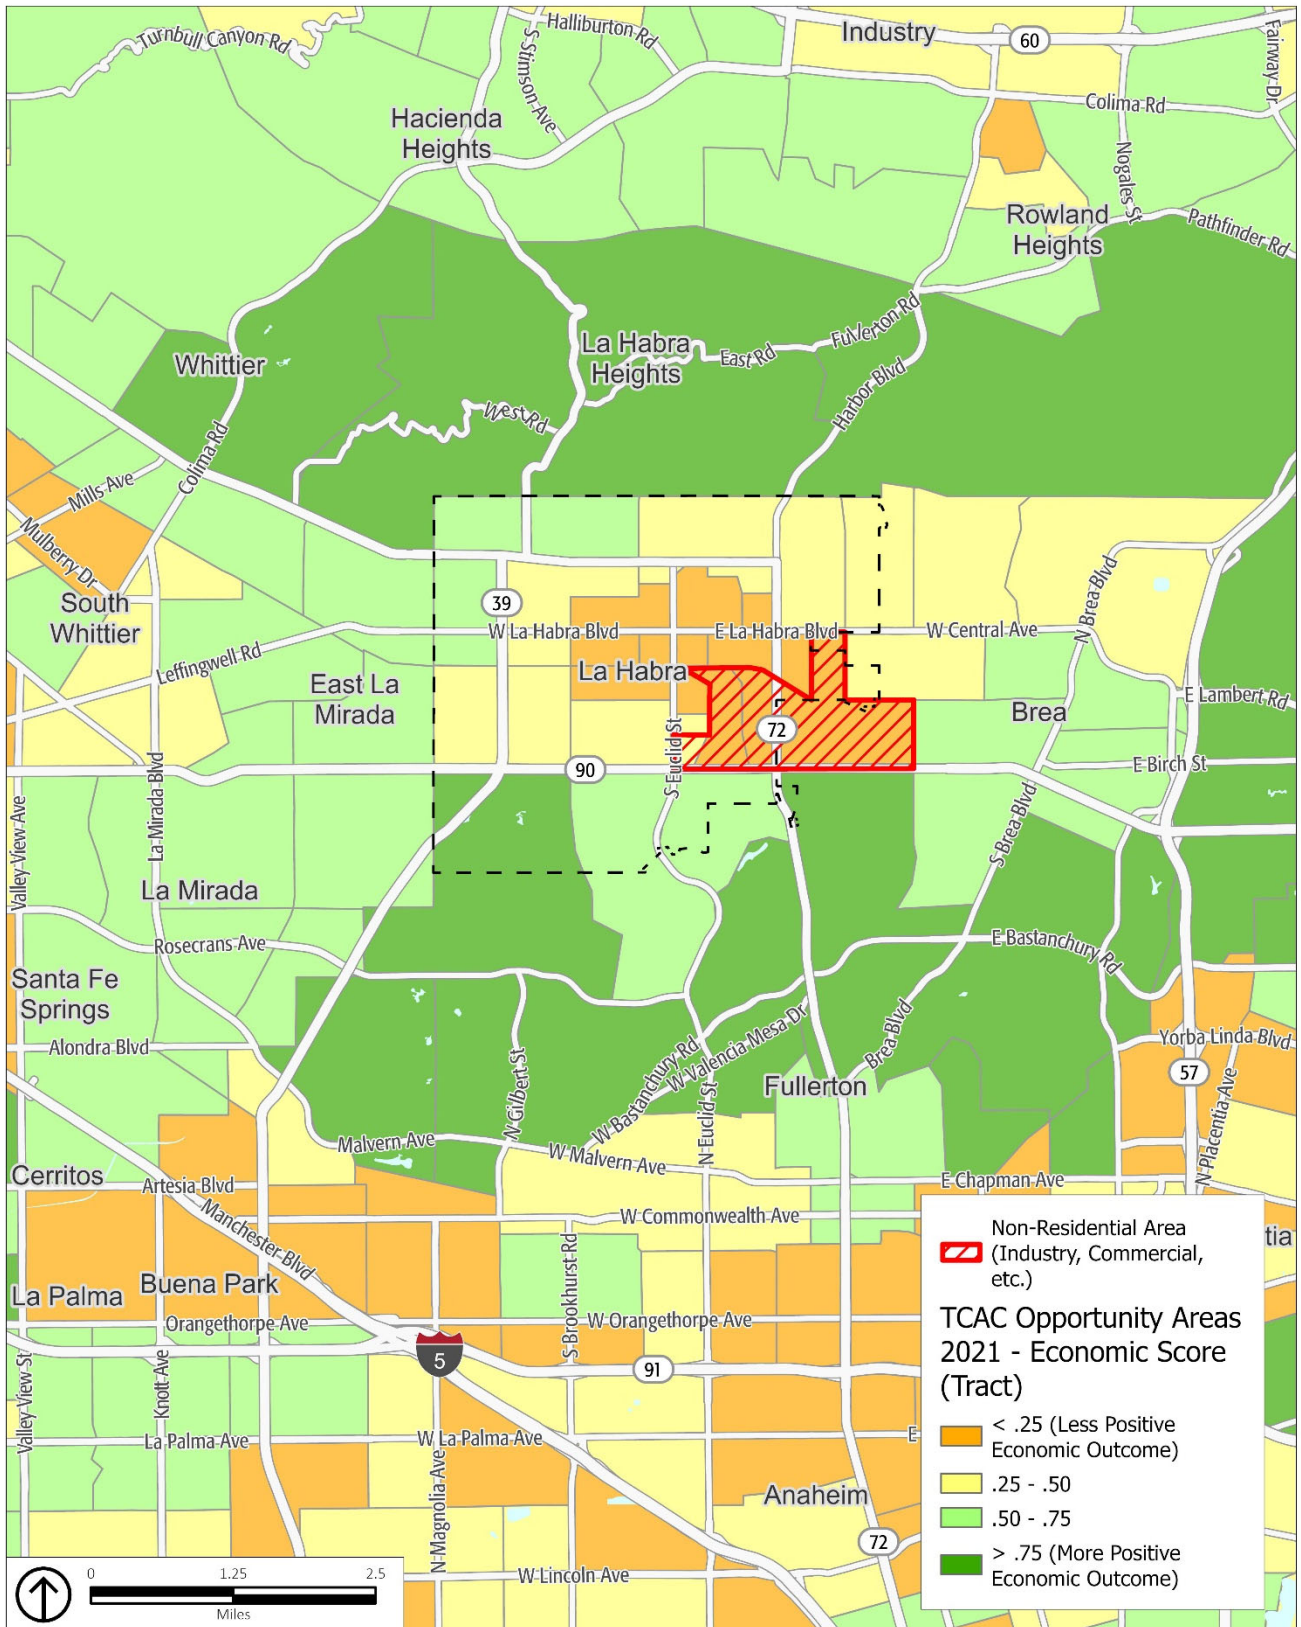 Turnbull Canyon Rd
Halliburton Rd
S Stimson Ave
Industry
60
Fairway Dr
Colima Rd
Hacienda
Heights
Nogales St
Rowland
Heights
Pathfinder Rd
Whittier
La Habra
Heights
East Rd
Fullerton Rd
Harbor Blvd
West Rd
Colima Rd
Mills Ave
Mulberry Dr
South
Whittier
39
W La Habra Blvd
E La Habra Blvd
W Central Ave
N Brea Blvd
Leffingwell Rd
La Habra
East La
Mirada
E Lambert Rd
Brea
72
S Euclid St
90
E Birch St
La Mirada Blvd
Valley View Ave
S Brea Blvd
La Mirada
Rosecrans Ave
E Bastanchury Rd
Santa Fe
Springs
Alondra Blvd
Yorba Linda Blvd
Brea Blvd
W Valencia Mesa Dr
W Bastanchury Rd
Fullerton
57
N Gilbert St
N Euclid St
N Placentia Ave
Malvern Ave
W Malvern Ave
Cerritos
Artesia Blvd
E Chapman Ave
Manchester Blvd
W Commonwealth Ave
tia
La Palma
Buena Park
S Brookhurst Rd
Orangethorpe Ave
W Orangethorpe Ave
5
91
Valley View St
Knott Ave
La Palma Ave
W La Palma Ave
E
N Magnolia Ave
Anaheim
72
W Lincoln Ave
Non-Residential Area
(Industry, Commercial,
etc.)
TCAC Opportunity Areas
2021 - Economic Score
(Tract)
< .25 (Less Positive
Economic Outcome)
.25 - .50
.50 - .75
> .75 (More Positive
Economic Outcome)
0
1.25
2.5
Miles